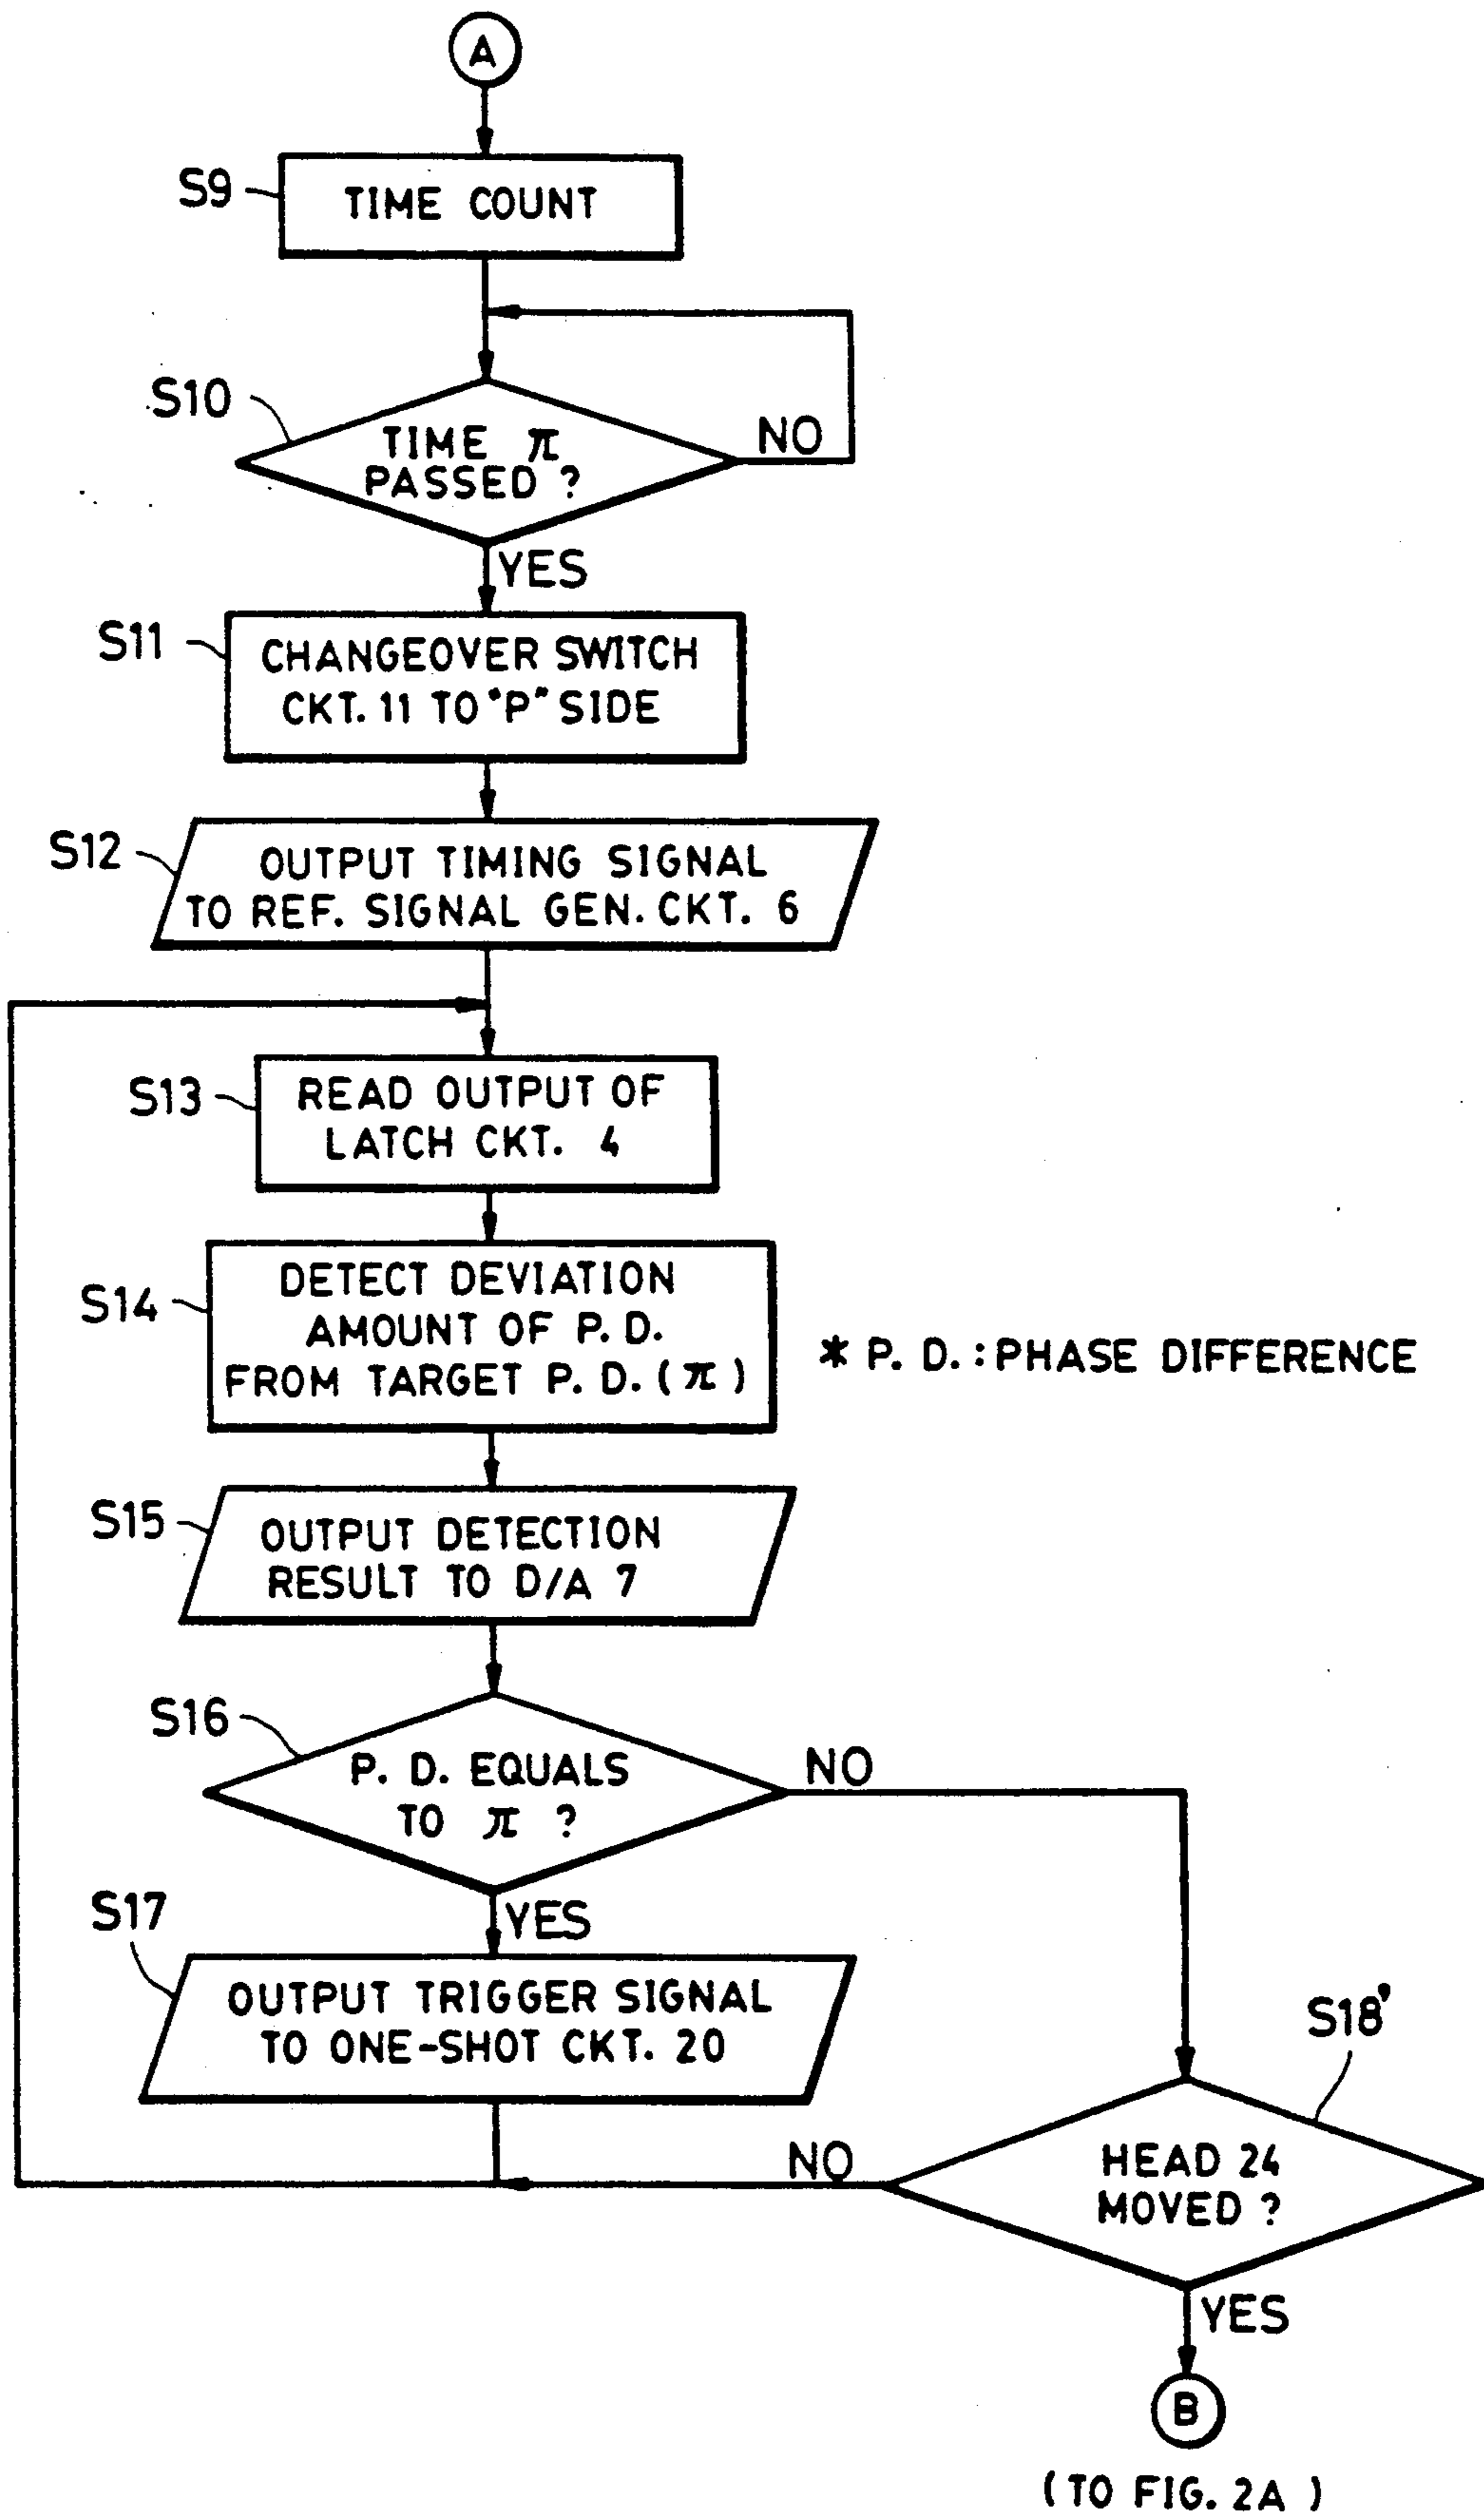 A
S9
TIME COUNT
S10
TIME π
PASSED ?
NO
YES
S11
CHANGEOVER SWITCH
CKT. 11 TO "P" SIDE
S12
OUTPUT TIMING SIGNAL
TO REF. SIGNAL GEN. CKT. 6
S13
READ OUTPUT OF
LATCH CKT. 4
S14
DETECT DEVIATION
AMOUNT OF P. D.
FROM TARGET P. D. (π)
* P. D. : PHASE DIFFERENCE
S15
OUTPUT DETECTION
RESULT TO D/A 7
S16
P. D. EQUALS
TO π ?
NO
YES
S17
OUTPUT TRIGGER SIGNAL
TO ONE-SHOT CKT. 20
S18'
HEAD 24
MOVED ?
NO
YES
B
(TO FIG. 2A)